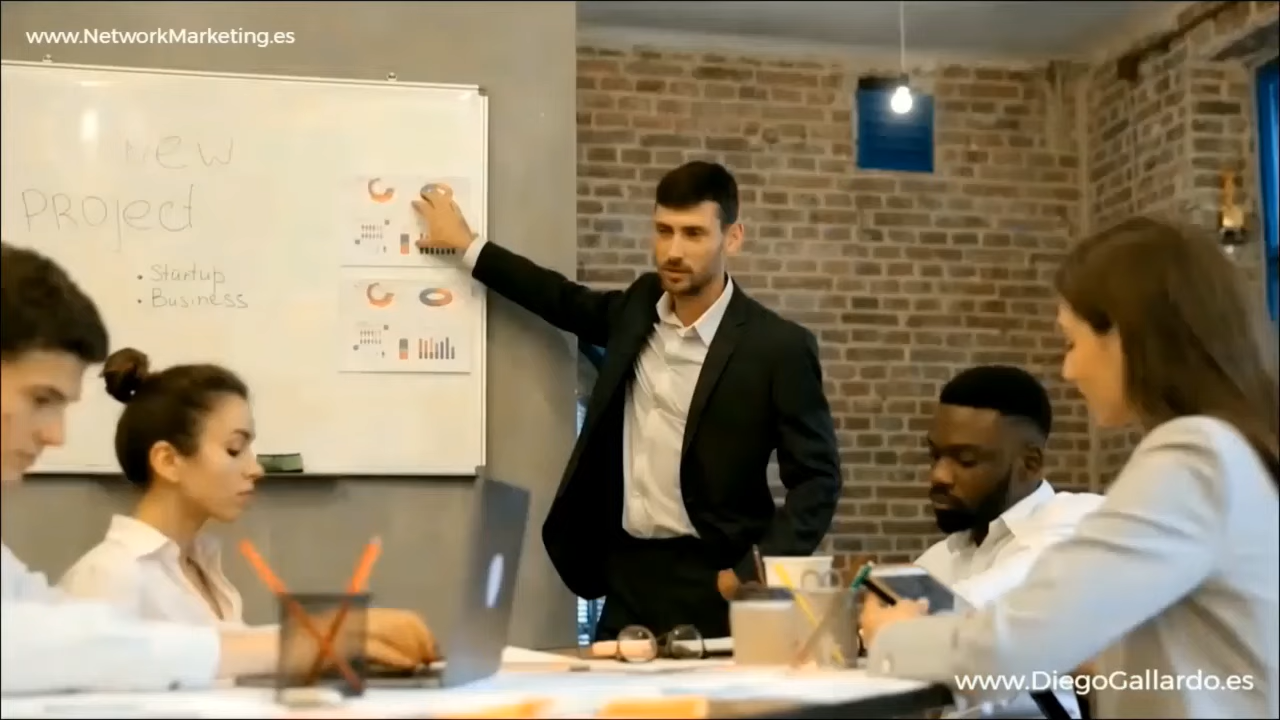 www.NetworkMarketing.es
New
PROject
• Startup
• Business
www.DiegoGallardo.es